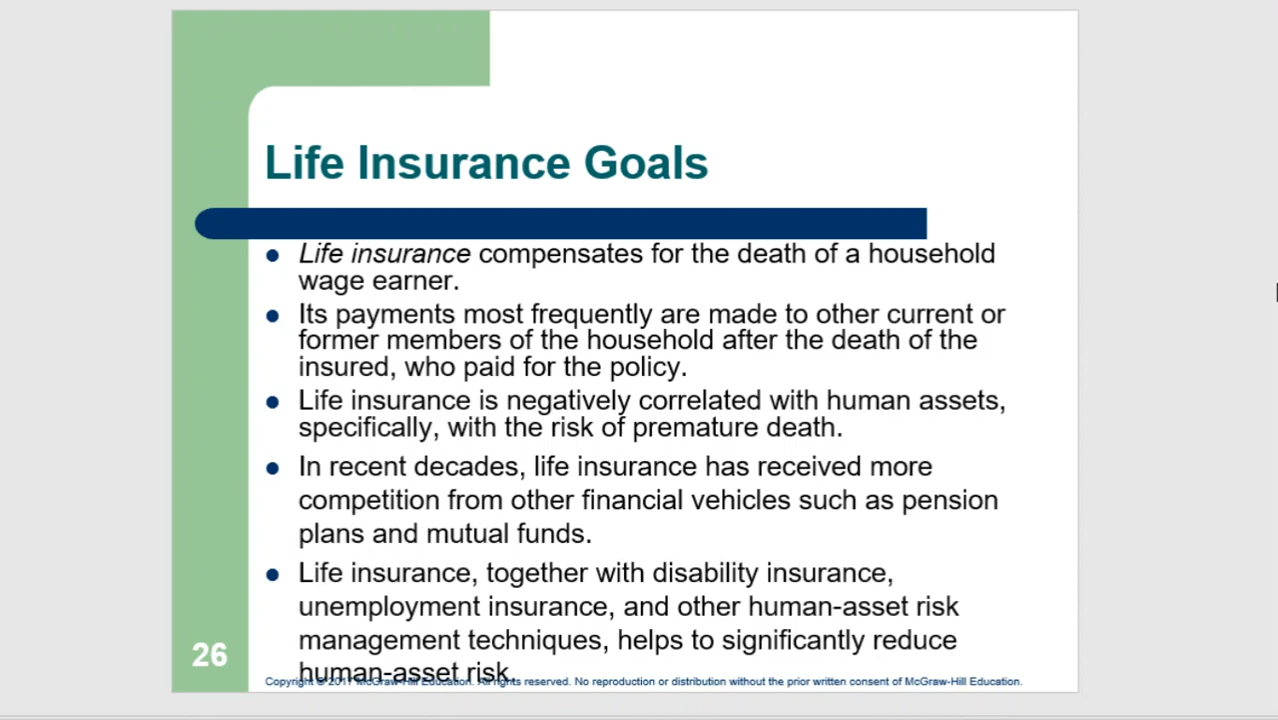 Life Insurance Goals
Life insurance compensates for the death of a household
wage earner.
Its payments most frequently are made to other current or
former members of the household after the death of the
insured, who paid for the policy.
Life insurance is negatively correlated with human assets,
specifically, with the risk of premature death.
In recent decades, life insurance has received more
competition from other financial vehicles such as pension
plans and mutual funds.
Life insurance, together with disability insurance,
unemployment insurance, and other human-asset risk
management techniques, helps to significantly reduce
human-asset risk.
26
Copyright © 2017 McGraw-Hill Education. All rights reserved. No reproduction or distribution without the prior written consent of McGraw-Hill Education.